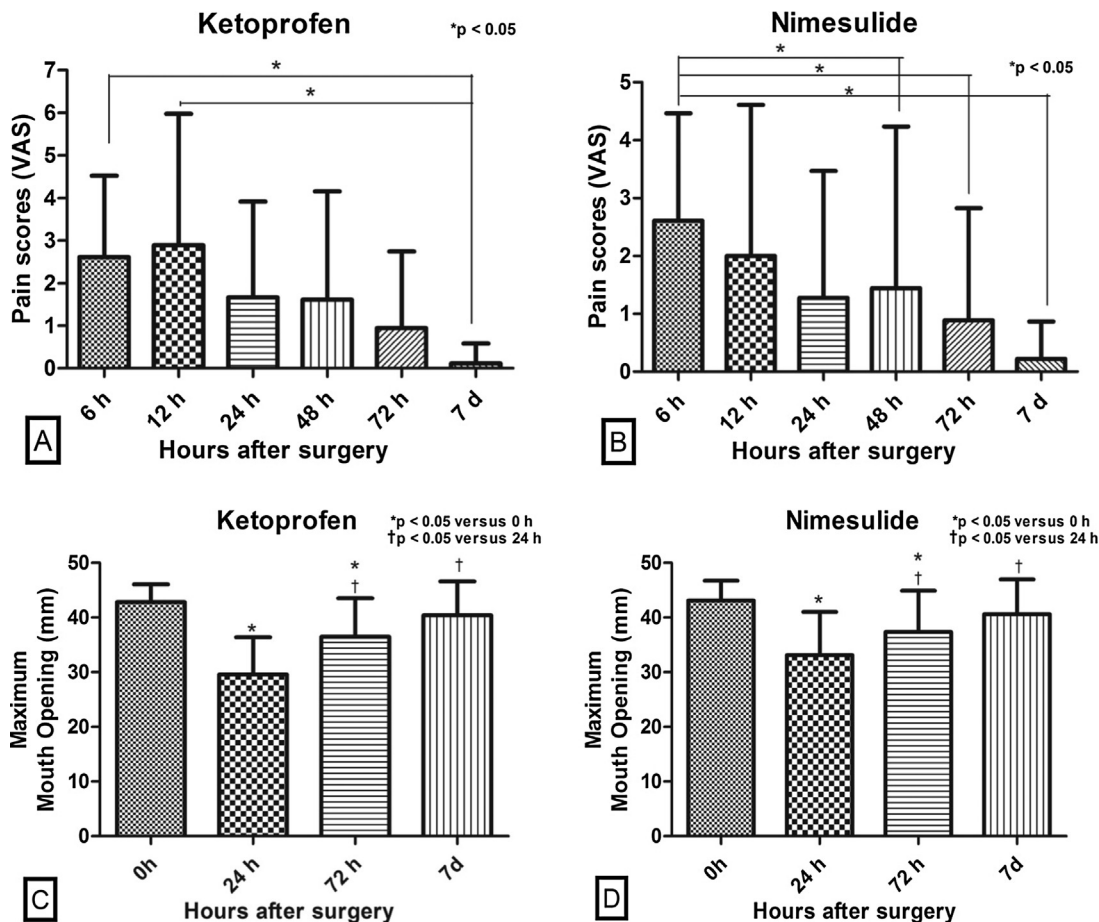 Ketoprofen
*p < 0.05
*
*
Pain scores (VAS)
7
6
5
4
3
2
1
0
6 h
12 h
24 h
48 h
72 h
7 d
Hours after surgery
A
Nimesulide
*p < 0.05
*
*
*
Pain scores (VAS)
5
4
3
2
1
0
6 h
12 h
24 h
48 h
72 h
7 d
Hours after surgery
B
Ketoprofen
*p < 0.05 versus 0 h
†p < 0.05 versus 24 h
Maximum
Mouth Opening (mm)
50
40
30
20
10
0
*
*
†
†
0h
24 h
72 h
7d
Hours after surgery
C
Nimesulide
*p < 0.05 versus 0 h
†p < 0.05 versus 24 h
Maximum
Mouth Opening (mm)
50
40
30
20
10
0
*
*
†
†
0h
24 h
72 h
7d
Hours after surgery
D